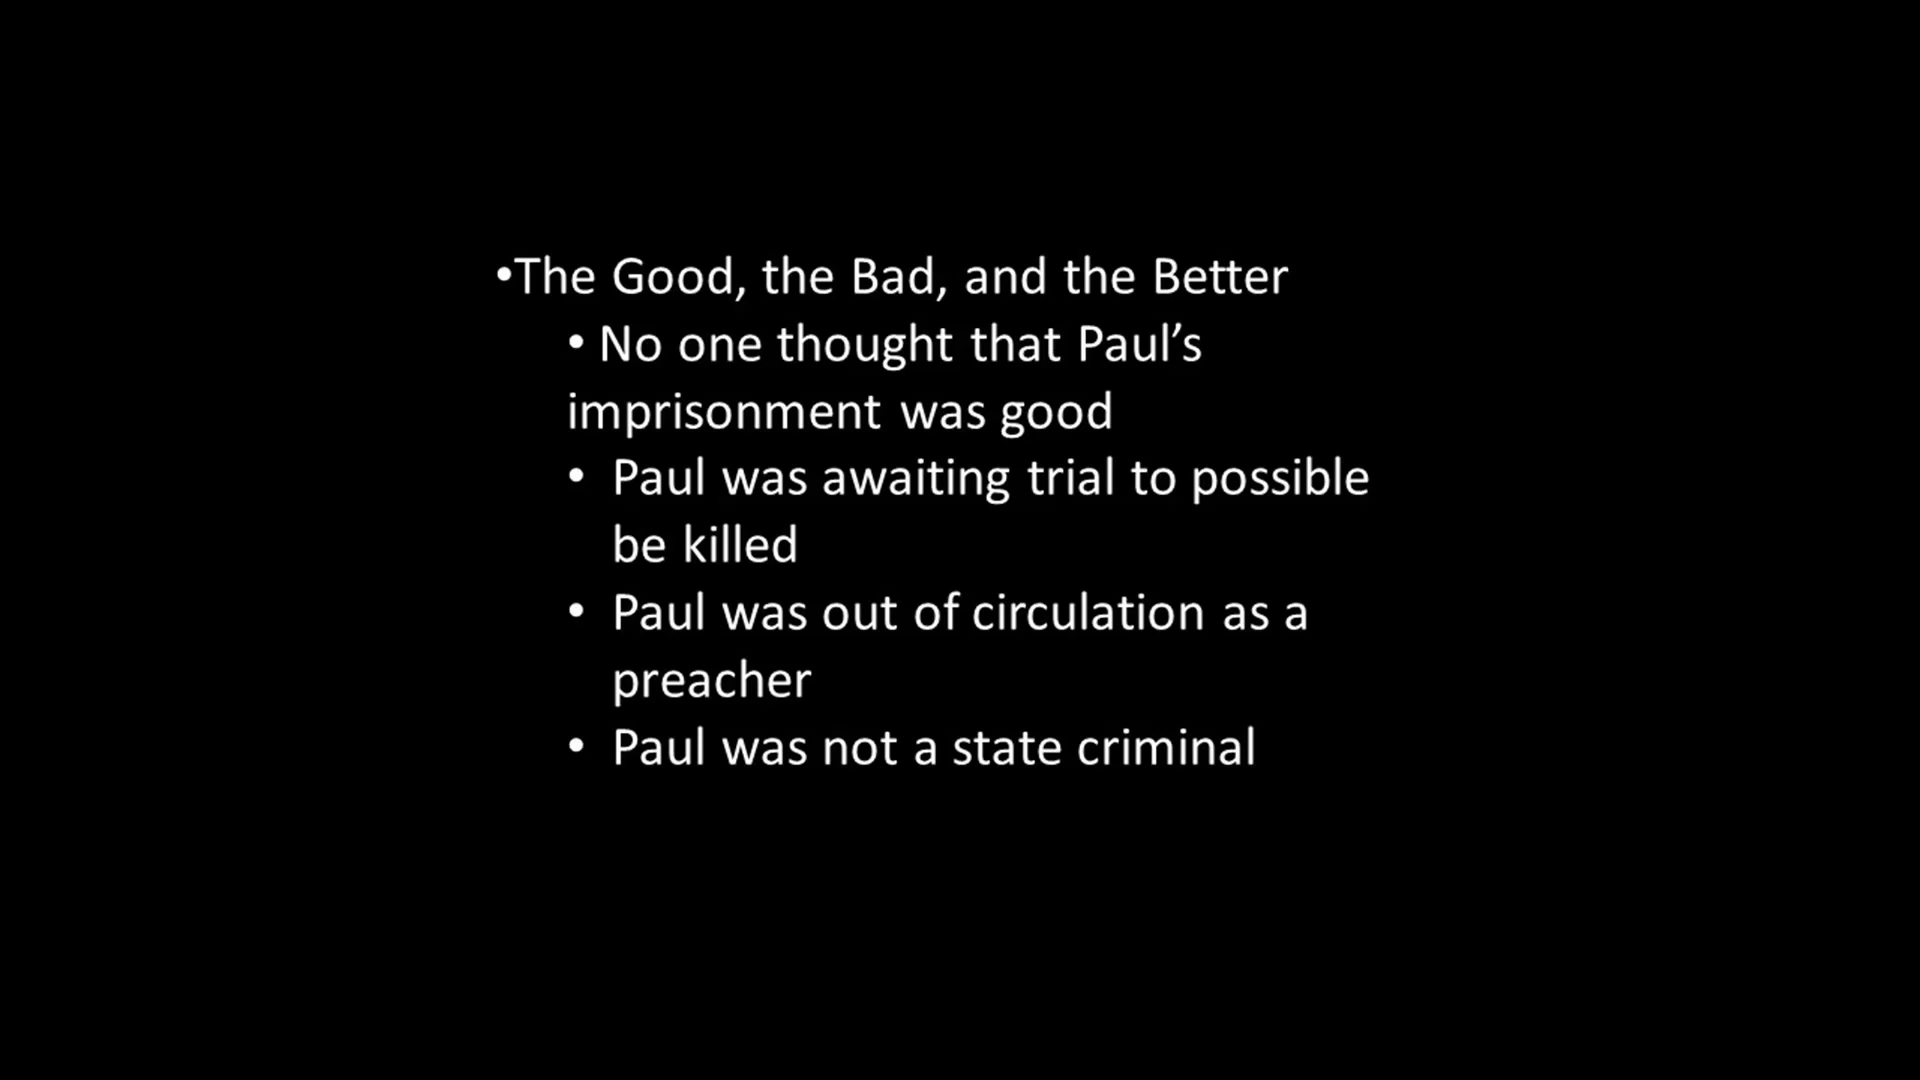 •The Good, the Bad, and the Better
• No one thought that Paul’s
imprisonment was good
• Paul was awaiting trial to possible
be killed
• Paul was out of circulation as a
preacher
• Paul was not a state criminal